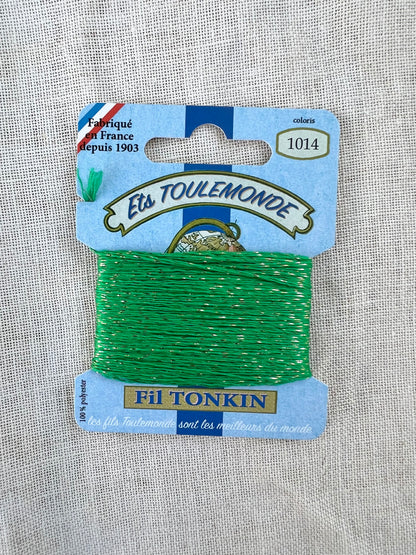 Fabriqué
en France
depuis 1903
coloris
1014
Ets TOULEMONDE
100 % polyester
Fil TONKIN
les fils Toulemonde sont les meilleurs du monde